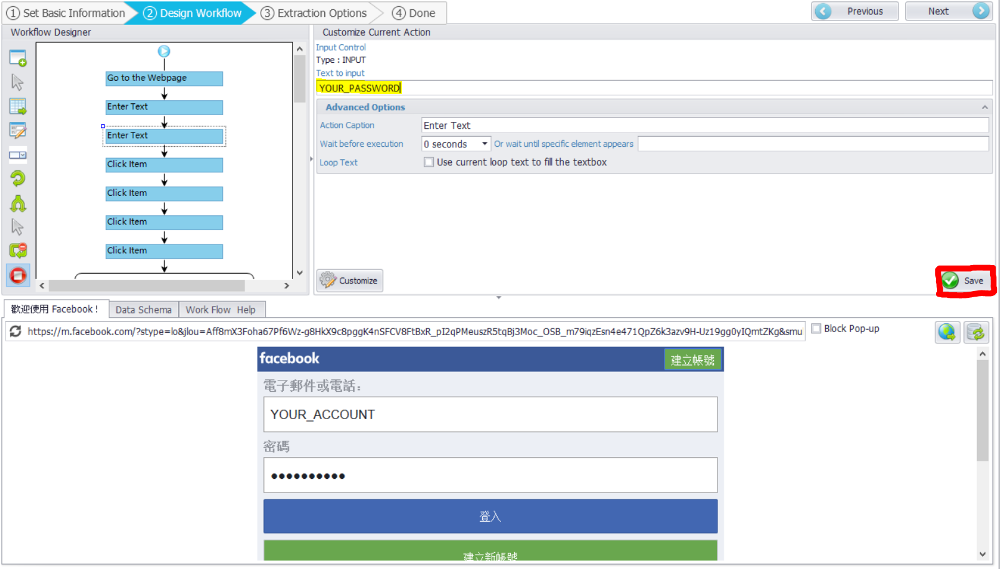 1 Set Basic Information
2 Design Workflow
3 Extraction Options
4 Done
Previous
Next
Workflow Designer
Go to the Webpage
Enter Text
Enter Text
Click Item
Click Item
Click Item
Click Item
Customize Current Action
Input Control
Type : INPUT
Text to input
YOUR_PASSWORD
Advanced Options
Action Caption
Enter Text
Wait before execution
0 seconds
Or wait until specific element appears
Loop Text
Use current loop text to fill the textbox
Customize
Save
歡迎使用 Facebook !
Data Schema
Work Flow Help
https://m.facebook.com/?stype=lo&jlou=Aff8mX3Foha67Pf6Wz-g8HkX9c8pggK4nSFCV8FtBxR_pI2qPMeuszR5tqBj3Moc_OSB_m79iqzEsn4e471QpZ6k3azv9H-Uz19gg0yIQmtZKg&smu
Block Pop-up
facebook
建立帳號
電子郵件或電話：
YOUR_ACCOUNT
密碼
●●●●●●●●●●
登入
建立新帳號